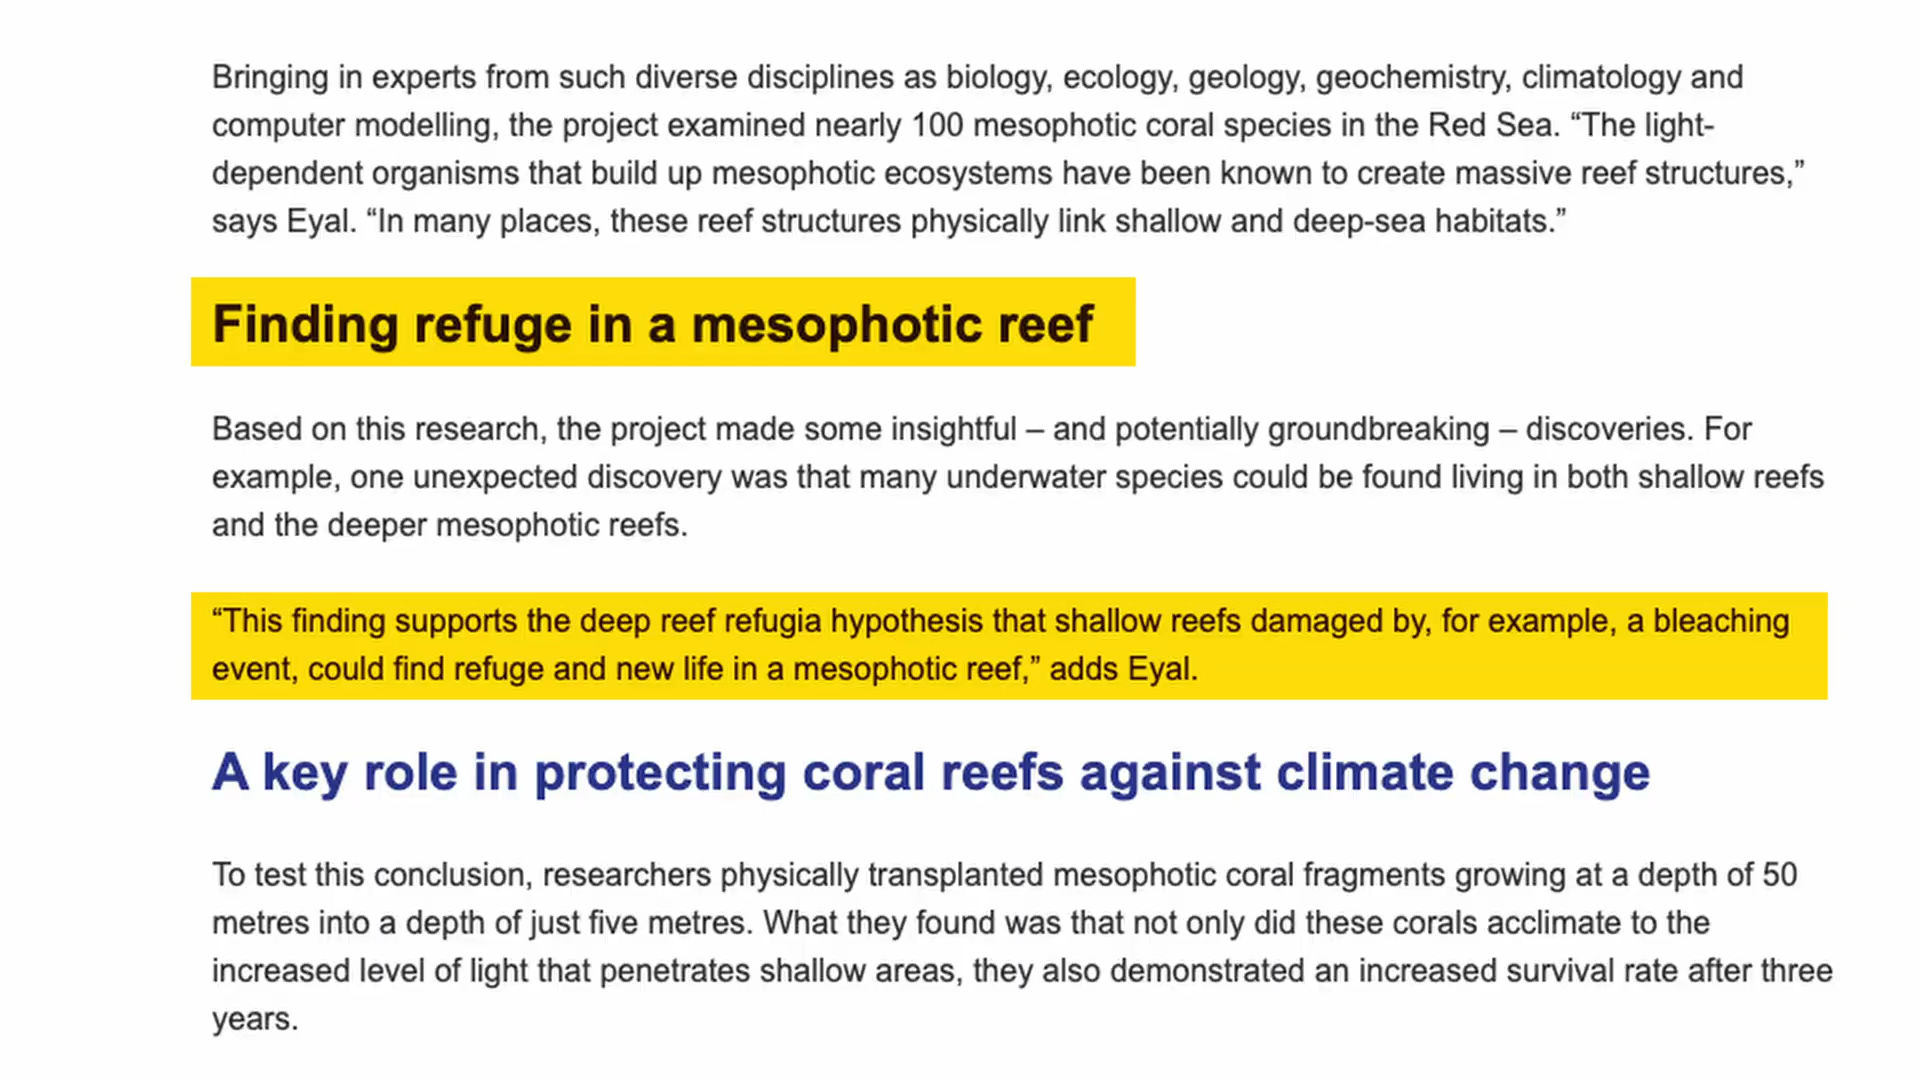 Bringing in experts from such diverse disciplines as biology, ecology, geology, geochemistry, climatology and
computer modelling, the project examined nearly 100 mesophotic coral species in the Red Sea. “The light-
dependent organisms that build up mesophotic ecosystems have been known to create massive reef structures,”
says Eyal. “In many places, these reef structures physically link shallow and deep-sea habitats.”
Finding refuge in a mesophotic reef
Based on this research, the project made some insightful – and potentially groundbreaking – discoveries. For
example, one unexpected discovery was that many underwater species could be found living in both shallow reefs
and the deeper mesophotic reefs.
“This finding supports the deep reef refugia hypothesis that shallow reefs damaged by, for example, a bleaching
event, could find refuge and new life in a mesophotic reef,” adds Eyal.
A key role in protecting coral reefs against climate change
To test this conclusion, researchers physically transplanted mesophotic coral fragments growing at a depth of 50
metres into a depth of just five metres. What they found was that not only did these corals acclimate to the
increased level of light that penetrates shallow areas, they also demonstrated an increased survival rate after three
years.